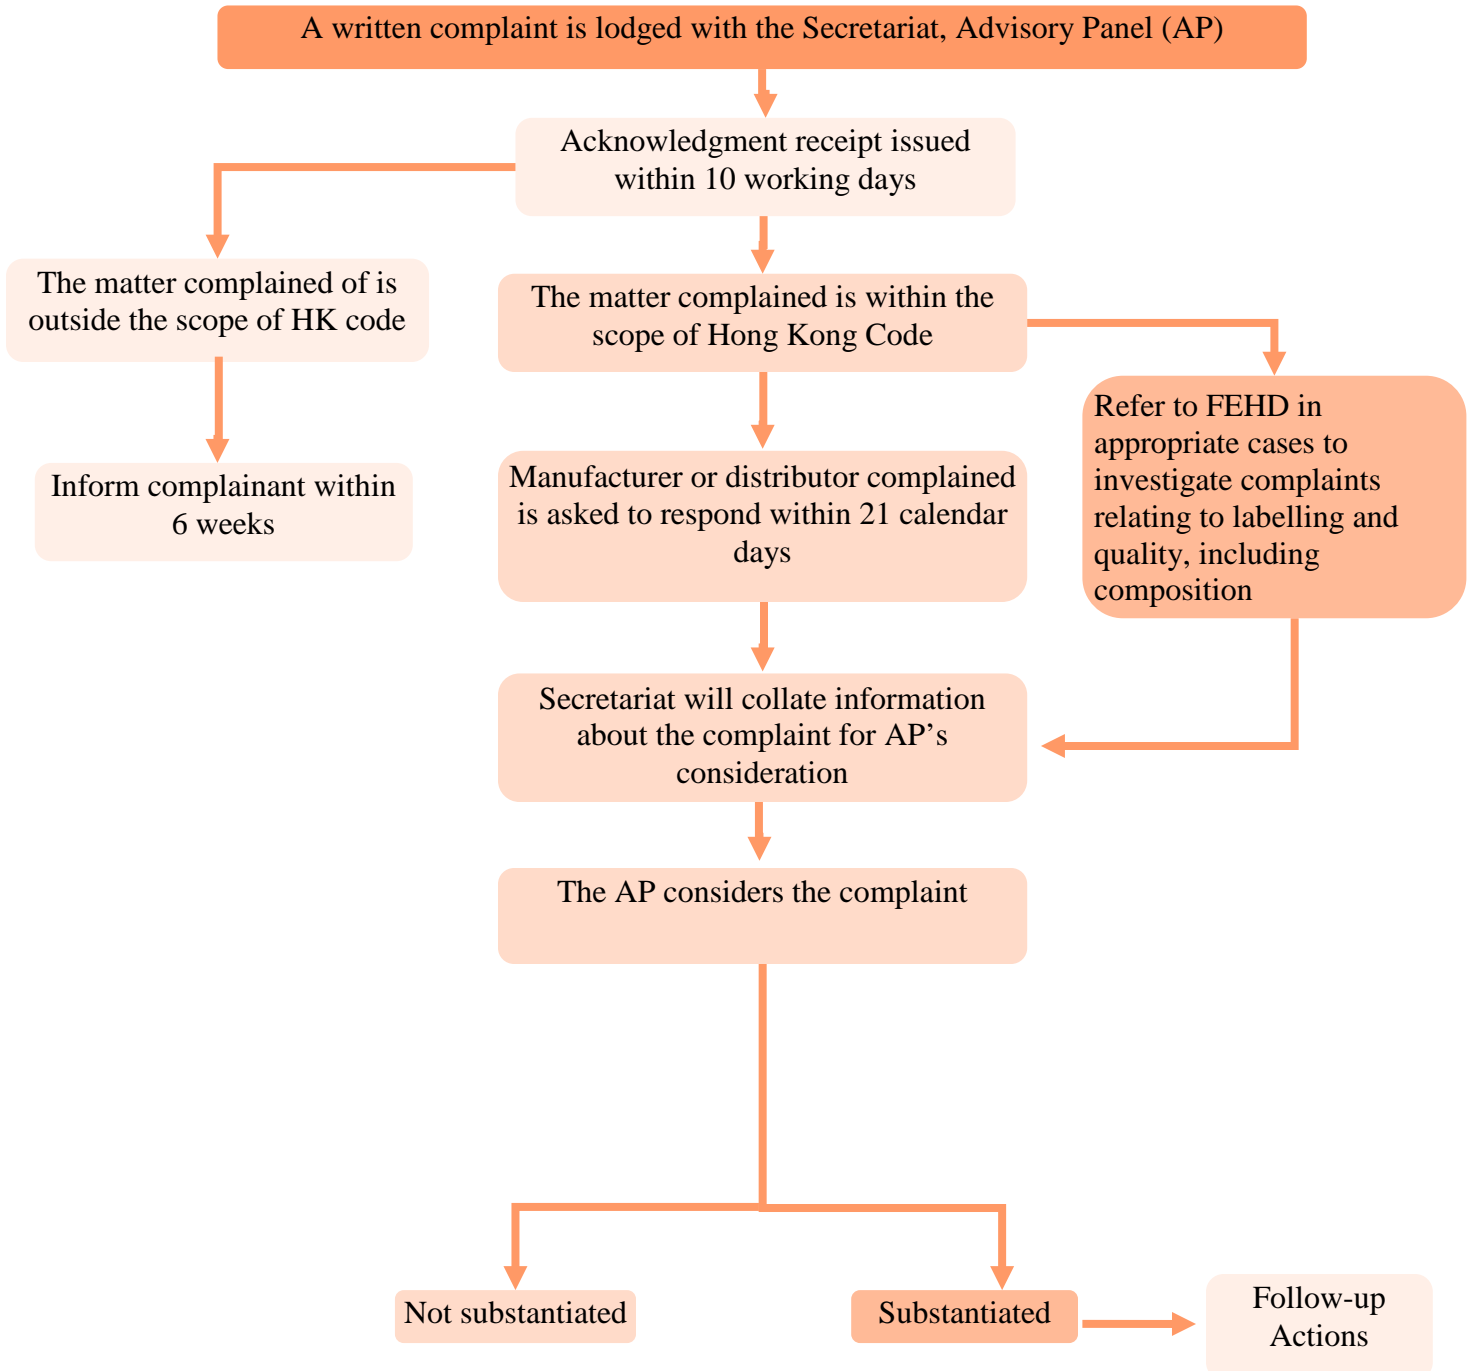 A written complaint is lodged with the Secretariat, Advisory Panel (AP)
Acknowledgment receipt issued
within 10 working days
The matter complained of is
outside the scope of HK code
The matter complained is within the
scope of Hong Kong Code
Inform complainant within
6 weeks
Manufacturer or distributor complained
is asked to respond within 21 calendar
days
Refer to FEHD in
appropriate cases to
investigate complaints
relating to labelling and
quality, including
composition
Secretariat will collate information
about the complaint for AP’s
consideration
The AP considers the complaint
Not substantiated
Substantiated
Follow-up
Actions